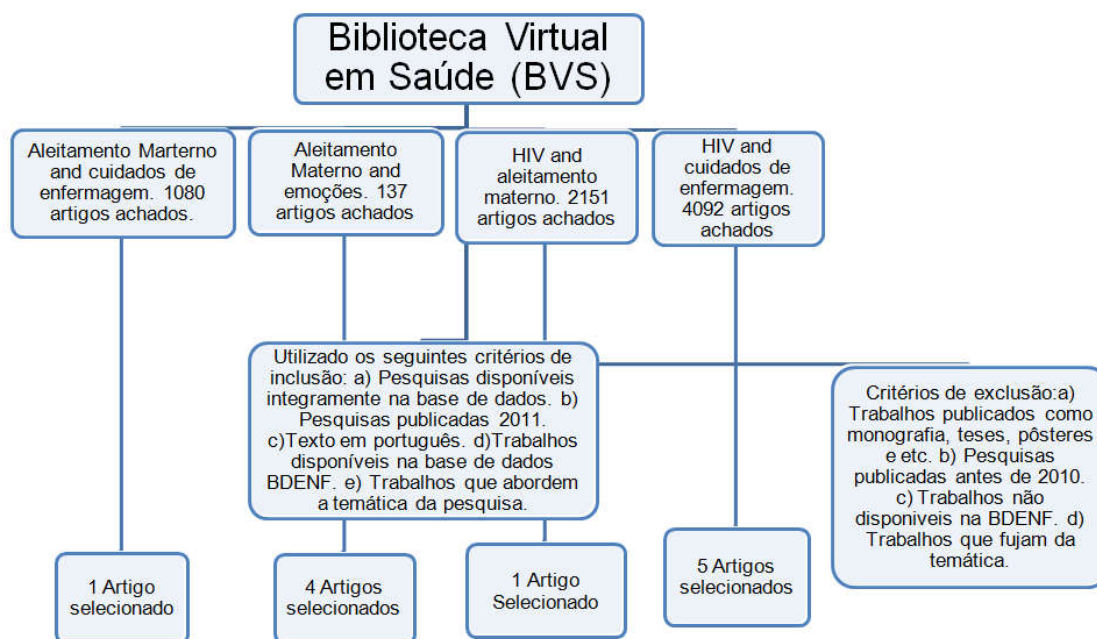 Biblioteca Virtual
em Saúde (BVS)
Aleitamento Marterno
and cuidados de
enfermagem. 1080
artigos achados.
Aleitamento
Materno and
emoções. 137
artigos achados
HIV and
aleitamento
materno. 2151
artigos achados
HIV and
cuidados de
enfermagem.
4092 artigos
achados
Utilizado os seguintes critérios de
inclusão: a) Pesquisas disponíveis
integramente na base de dados. b)
Pesquisas publicadas 2011.
c)Texto em português. d)Trabalhos
disponíveis na base de dados
BDENF. e) Trabalhos que abordem
a temática da pesquisa.
Critérios de exclusão:a)
Trabalhos publicados como
monografia, teses, pôsteres
e etc. b) Pesquisas
publicadas antes de 2010.
c) Trabalhos não
disponiveis na BDENF. d)
Trabalhos que fujam da
temática.
1 Artigo
selecionado
4 Artigos
selecionados
1 Artigo
Selecionado
5 Artigos
selecionados